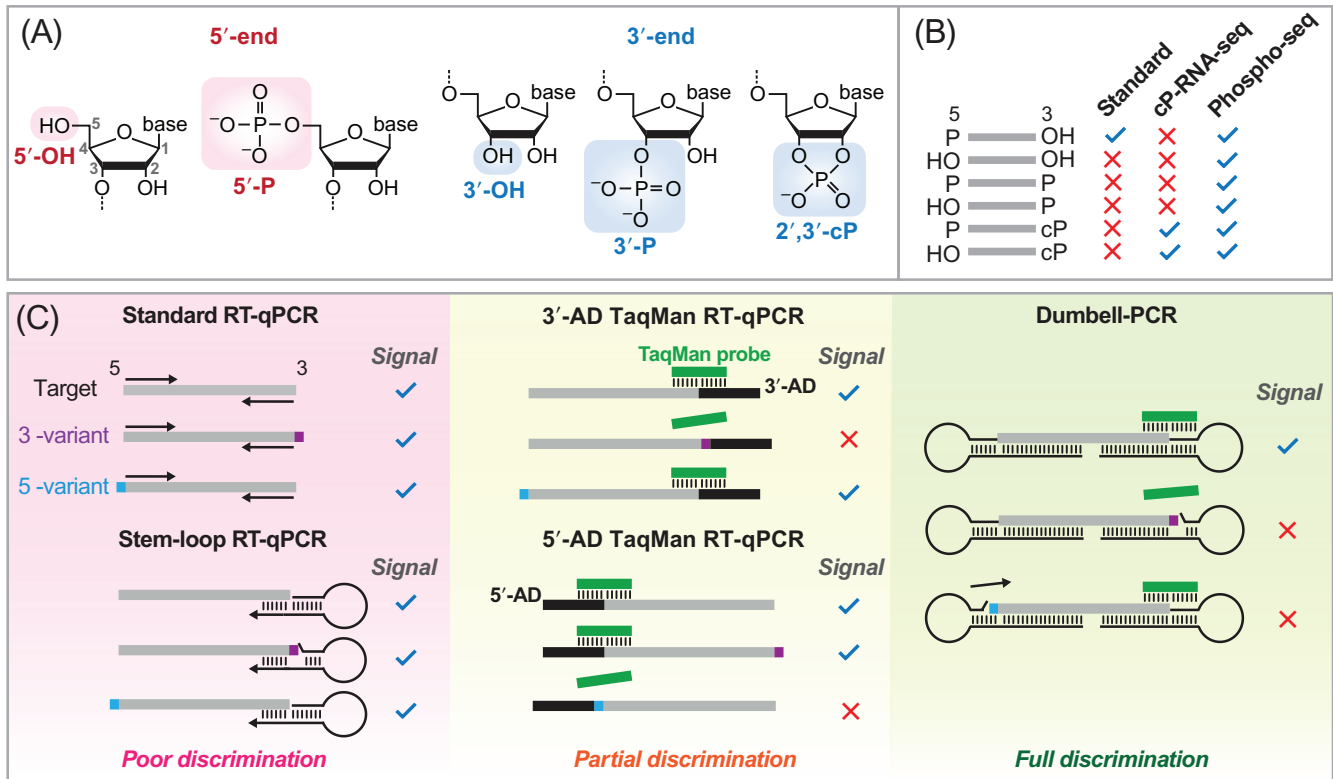 (A)
5′-end
3′-end
HO
5
4
3
2
1
O
base
O
OH
5′-OH
O
−O
P
O
O−
O
base
O
OH
5′-P
O
O
base
OH
OH
3′-OH
O
O
base
O
OH
−O
P
O
−O
3′-P
O
O
base
O
O
P
−O
O
2′,3′-cP
(B)
Standard
cP-RNA-seq
Phospho-seq
5
3
P
OH
HO
OH
P
P
HO
P
P
cP
HO
cP
(C)
Standard RT-qPCR
Signal
5
3
Target
3 -variant
5 -variant
Stem-loop RT-qPCR
Signal
Poor discrimination
3′-AD TaqMan RT-qPCR
TaqMan probe
Signal
3′-AD
5′-AD TaqMan RT-qPCR
Signal
5′-AD
Partial discrimination
Dumbell-PCR
Signal
Full discrimination